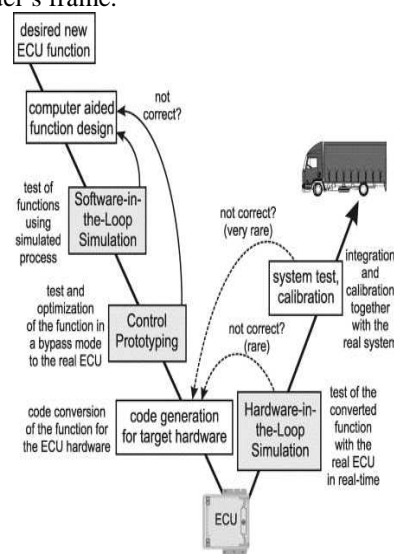 er's frame.
desired new
ECU function
computer aided
function design
not
correct?
test of
functions
using
simulated
process
Software-in-
the-Loop
Simulation
test and
optimization
of the function in
a bypass mode
to the real ECU
Control
Prototyping
code conversion
of the function for
the ECU hardware
code generation
for target hardware
not correct?
(very rare)
system test,
calibration
integration
and
calibration
together
with the
real system
not correct?
(rare)
Hardware-in-
the-Loop
Simulation
test of the
converted
function
with the
real ECU
in real-time
ECU